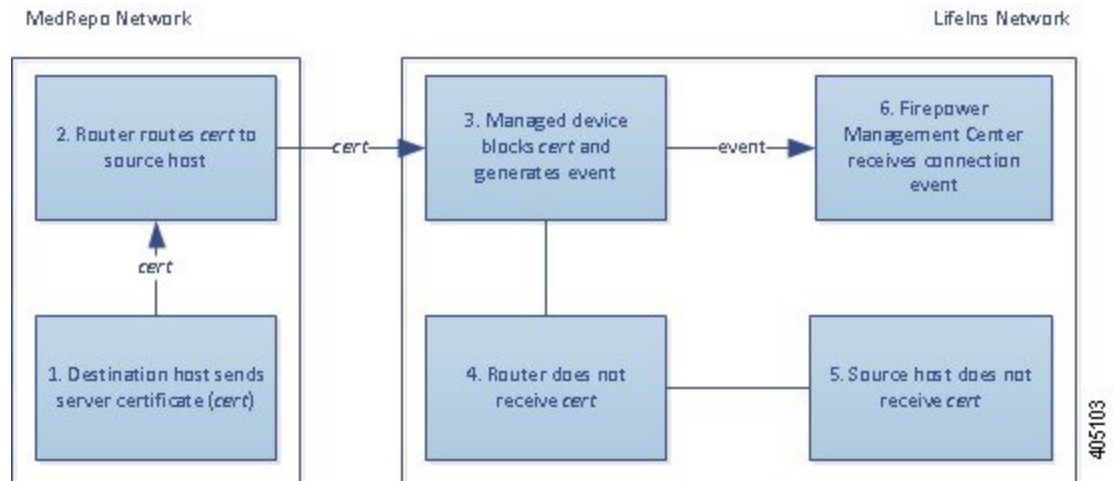 MedRepo Network
LifeIns Network
2. Router routes cert to
source host
cert
3. Managed device
blocks cert and
generates event
event
6. Firepower
Management Center
receives connection
event
cert
1. Destination host sends
server certificate (cert)
4. Router does not
receive cert
5. Source host does not
receive cert
405103